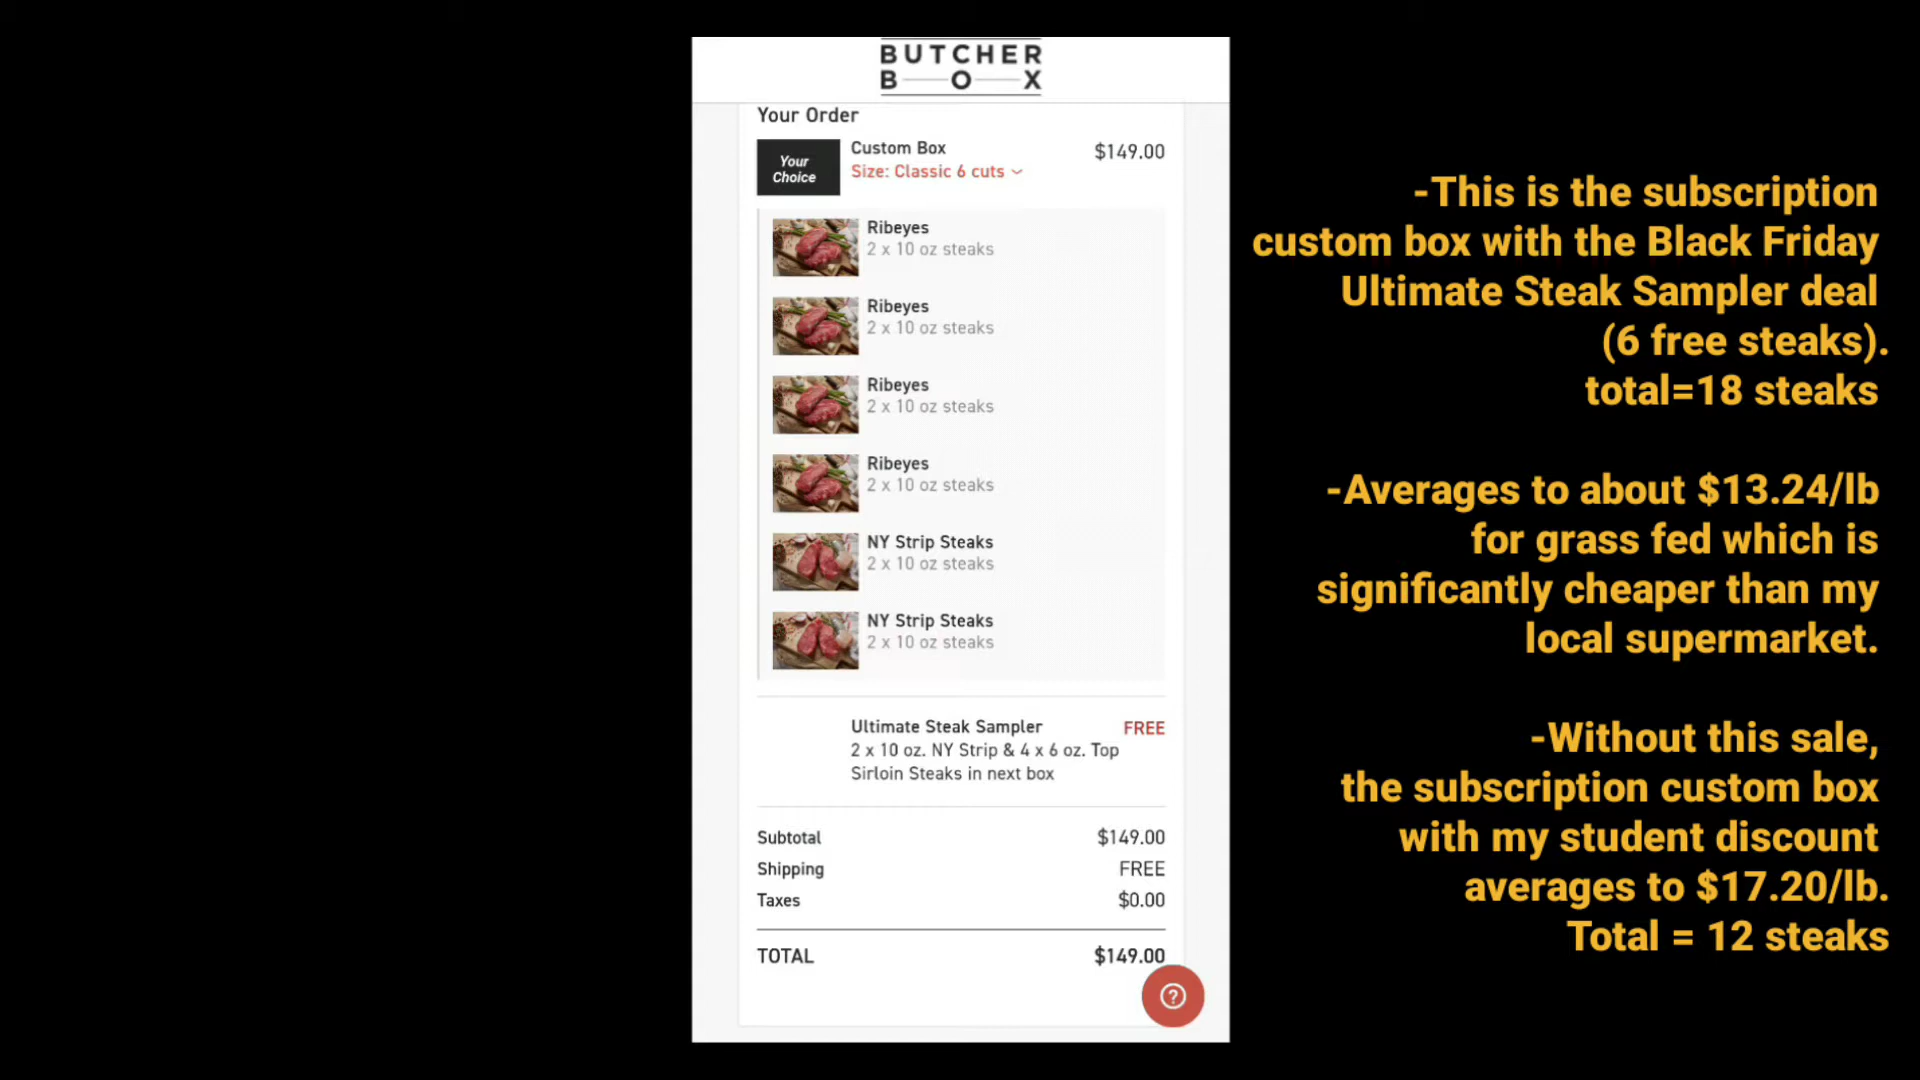 BUTCHER
BOX
Your Order
Your
Choice
Custom Box
$149.00
Size: Classic 6 cuts
Ribeyes
2 x 10 oz steaks
Ribeyes
2 x 10 oz steaks
Ribeyes
2 x 10 oz steaks
Ribeyes
2 x 10 oz steaks
NY Strip Steaks
2 x 10 oz steaks
NY Strip Steaks
2 x 10 oz steaks
Ultimate Steak Sampler FREE
2 x 10 oz. NY Strip & 4 x 6 oz. Top
Sirloin Steaks in next box
Subtotal $149.00
Shipping FREE
Taxes $0.00
TOTAL $149.00
?
-This is the subscription
custom box with the Black Friday
Ultimate Steak Sampler deal
(6 free steaks).
total=18 steaks
-Averages to about $13.24/lb
for grass fed which is
significantly cheaper than my
local supermarket.
-Without this sale,
the subscription custom box
with my student discount
averages to $17.20/lb.
Total = 12 steaks